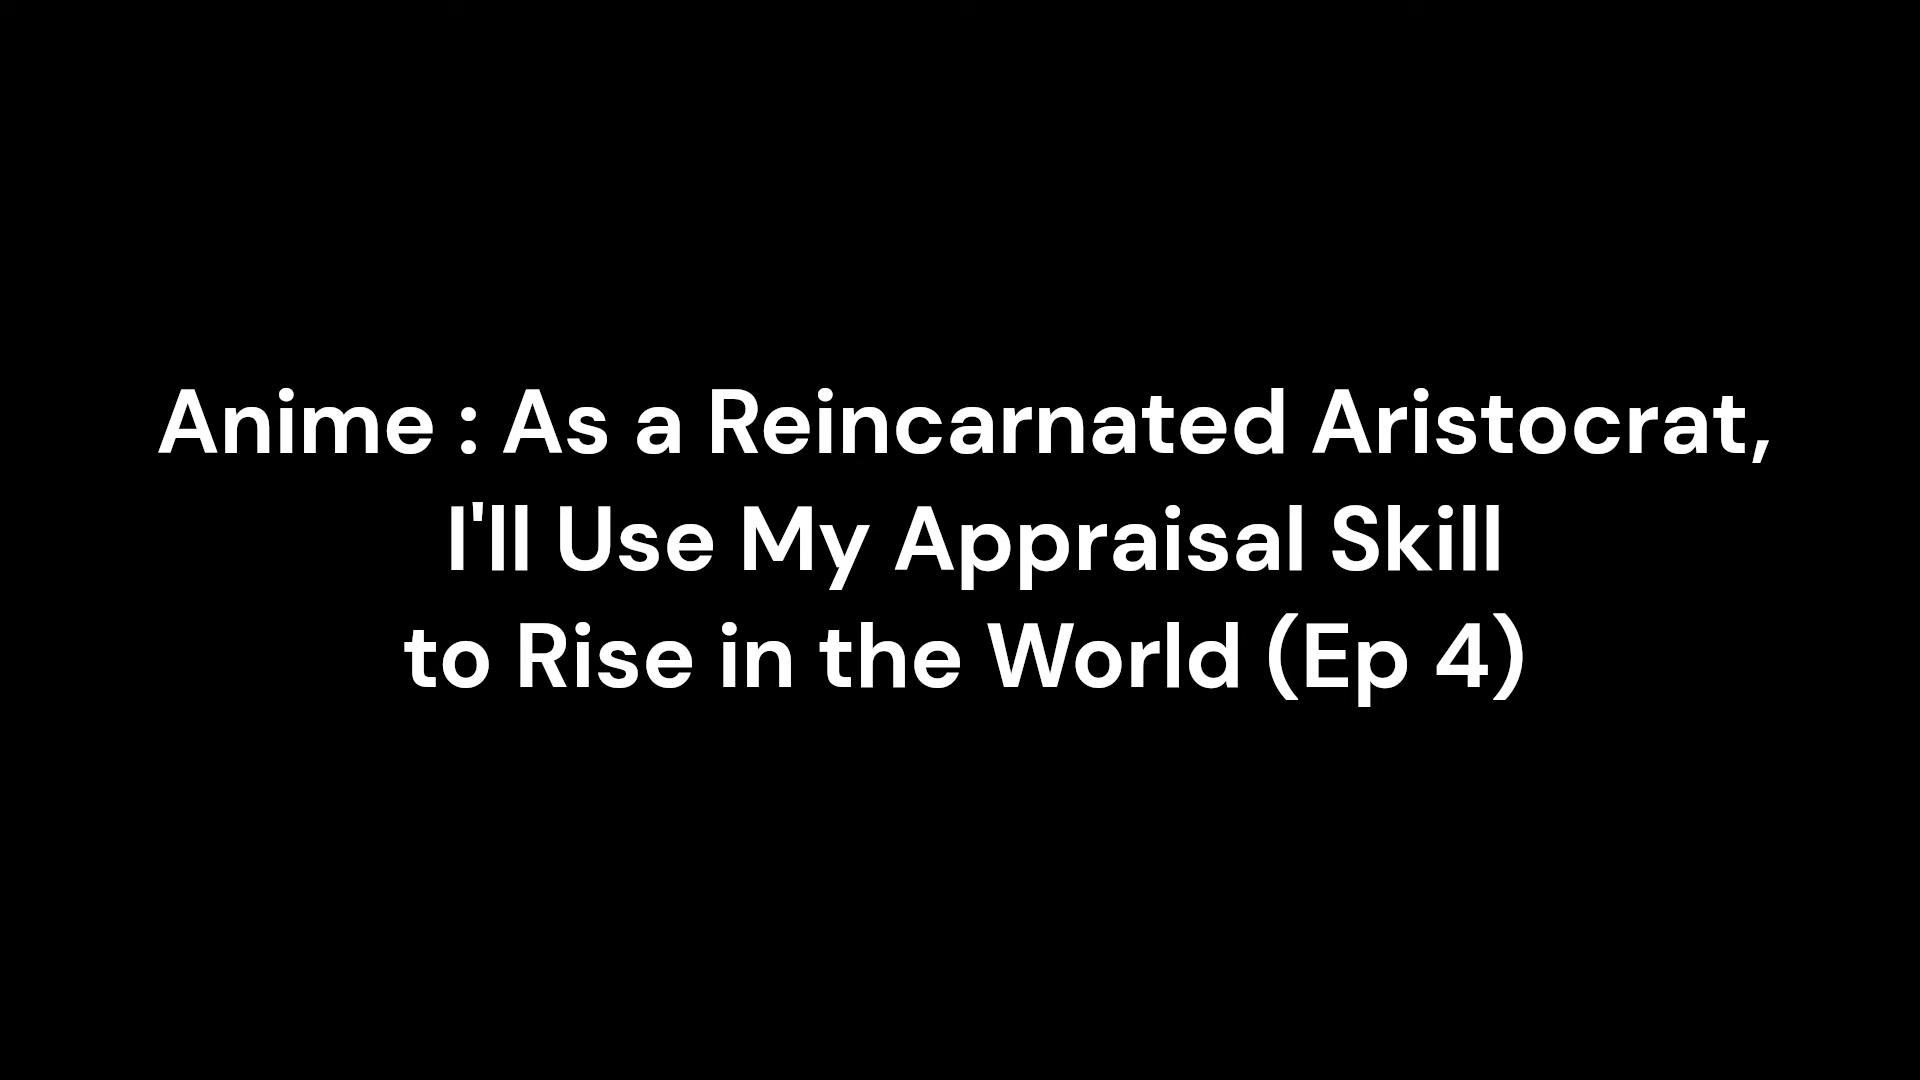 Anime : As a Reincarnated Aristocrat,
I'll Use My Appraisal Skill
to Rise in the World (Ep 4)